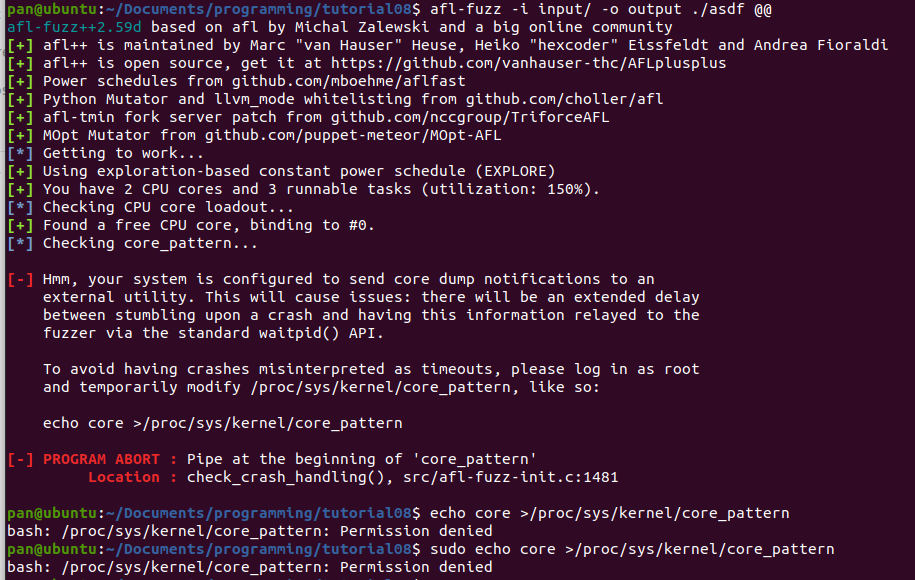 pan@ubuntu:~/Documents/programming/tutorial08$ afl-fuzz -i input/ -o output ./asdf @@
afl-fuzz++2.59d based on afl by Michal Zalewski and a big online community
[+] afl++ is maintained by Marc "van Hauser" Heuse, Heiko "hexcoder" Eissfeldt and Andrea Fioraldi
[+] afl++ is open source, get it at https://github.com/vanhauser-thc/AFLplusplus
[+] Power schedules from github.com/mboehme/aflfast
[+] Python Mutator and llvm_mode whitelisting from github.com/choller/afl
[+] afl-tmin fork server patch from github.com/nccgroup/TriforceAFL
[+] MOpt Mutator from github.com/puppet-meteor/MOpt-AFL
[*] Getting to work...
[+] Using exploration-based constant power schedule (EXPLORE)
[+] You have 2 CPU cores and 3 runnable tasks (utilization: 150%).
[*] Checking CPU core loadout...
[+] Found a free CPU core, binding to #0.
[*] Checking core_pattern...
[-] Hmm, your system is configured to send core dump notifications to an
external utility. This will cause issues: there will be an extended delay
between stumbling upon a crash and having this information relayed to the
fuzzer via the standard waitpid() API.
To avoid having crashes misinterpreted as timeouts, please log in as root
and temporarily modify /proc/sys/kernel/core_pattern, like so:
echo core >/proc/sys/kernel/core_pattern
[-] PROGRAM ABORT : Pipe at the beginning of 'core_pattern'
Location : check_crash_handling(), src/afl-fuzz-init.c:1481
pan@ubuntu:~/Documents/programming/tutorial08$ echo core >/proc/sys/kernel/core_pattern
bash: /proc/sys/kernel/core_pattern: Permission denied
pan@ubuntu:~/Documents/programming/tutorial08$ sudo echo core >/proc/sys/kernel/core_pattern
bash: /proc/sys/kernel/core_pattern: Permission denied